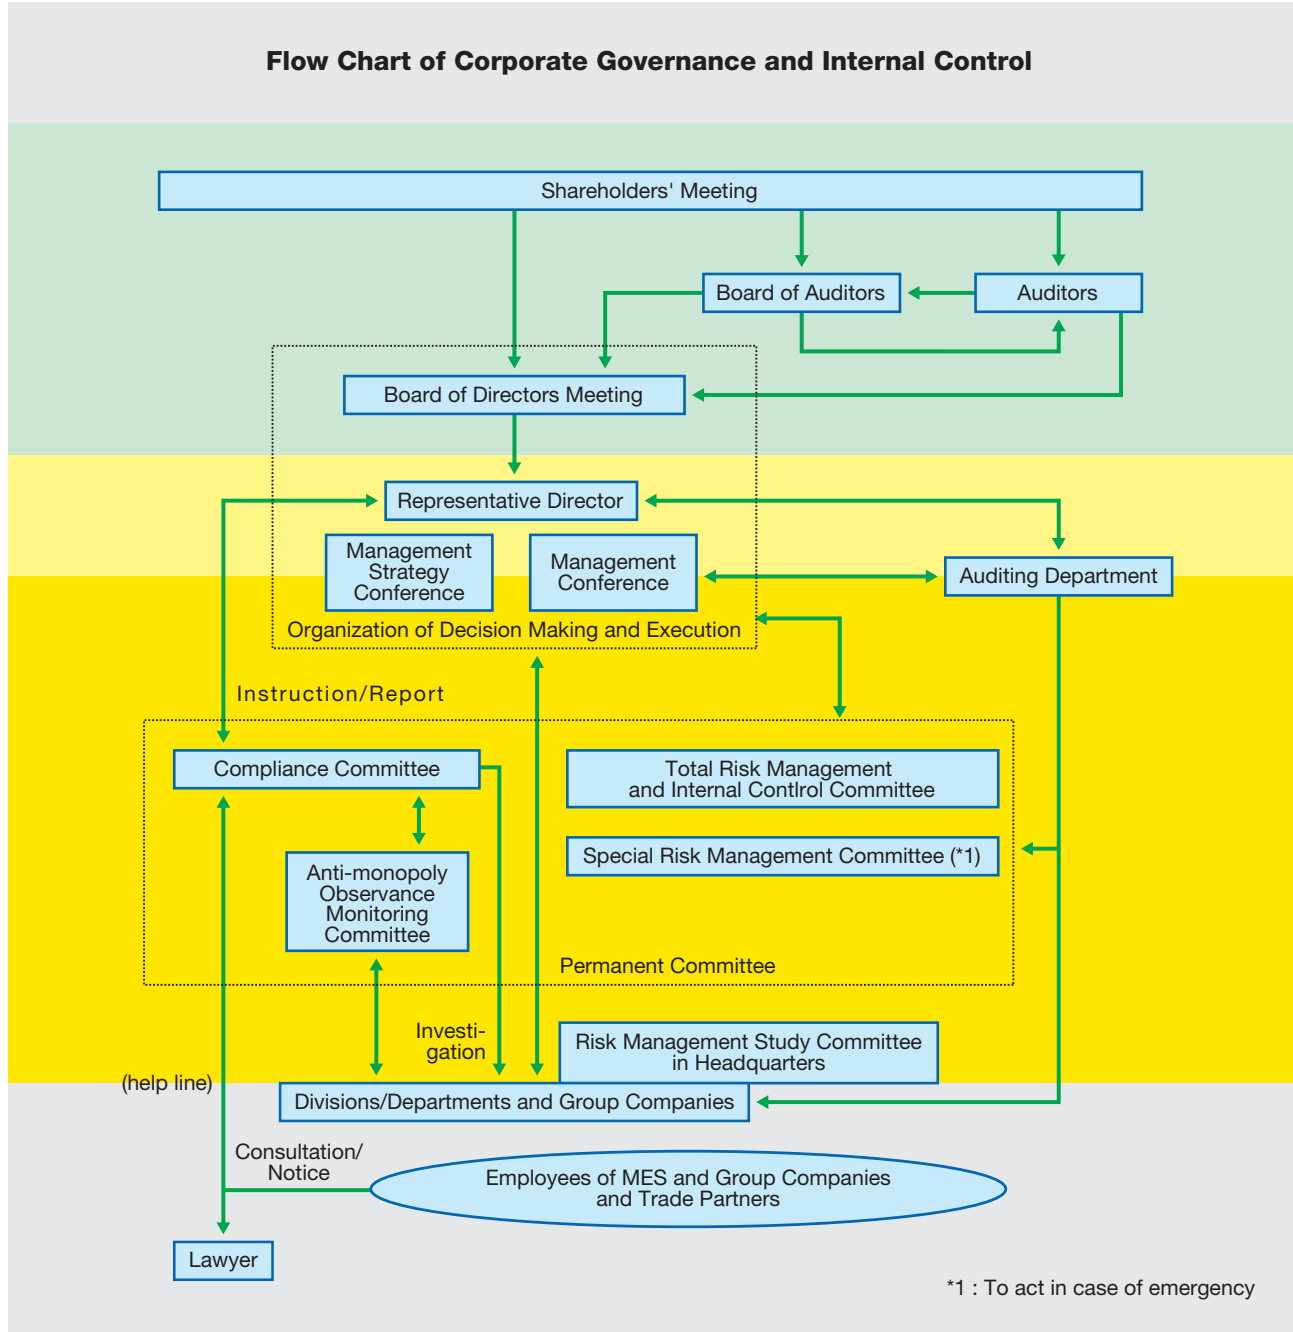 Flow Chart of Corporate Governance and Internal Control
Shareholders' Meeting
Board of Auditors
Auditors
Board of Directors Meeting
Representative Director
Management
Strategy
Conference
Management
Conference
Auditing Department
Organization of Decision Making and Execution
Instruction/Report
Compliance Committee
Total Risk Management
and Internal Contlrol Committee
Special Risk Management Committee (*1)
Anti-monopoly
Observance
Monitoring
Committee
Permanent Committee
Investi-
gation
Risk Management Study Committee
in Headquarters
(help line)
Divisions/Departments and Group Companies
Consultation/
Notice
Employees of MES and Group Companies
and Trade Partners
Lawyer
*1 : To act in case of emergency